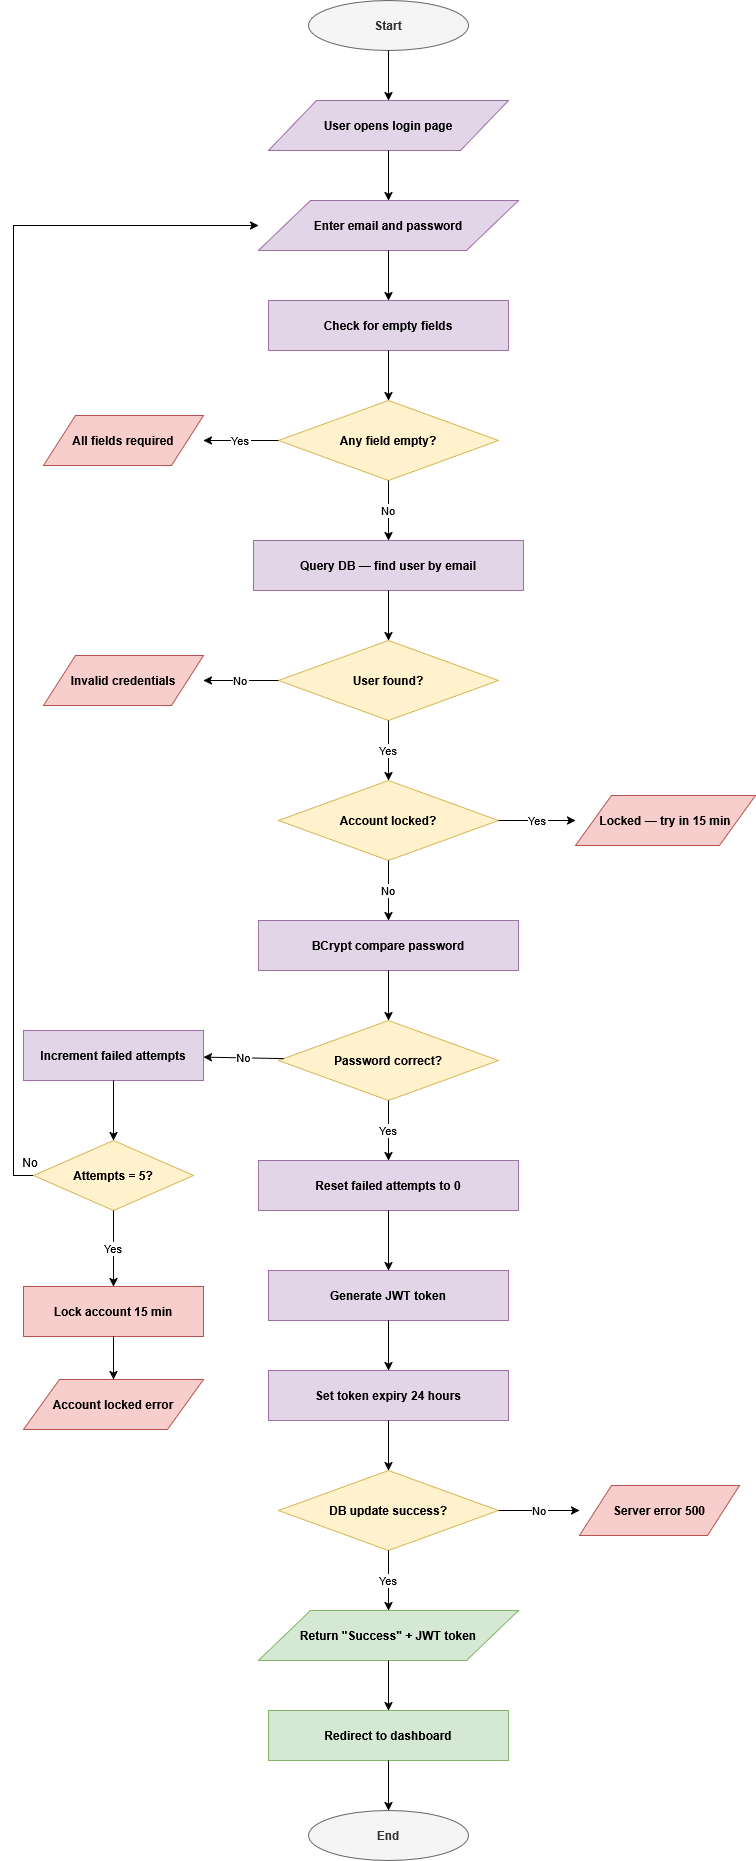 Start
User opens login page
Enter email and password
Check for empty fields
Any field empty?
Yes
All fields required
No
Query DB — find user by email
User found?
No
Invalid credentials
Yes
Account locked?
Yes
Locked — try in 15 min
No
BCrypt compare password
Password correct?
No
Increment failed attempts
Yes
Attempts = 5?
No
Reset failed attempts to 0
Yes
Lock account 15 min
Generate JWT token
Account locked error
Set token expiry 24 hours
DB update success?
No
Server error 500
Yes
Return "Success" + JWT token
Redirect to dashboard
End